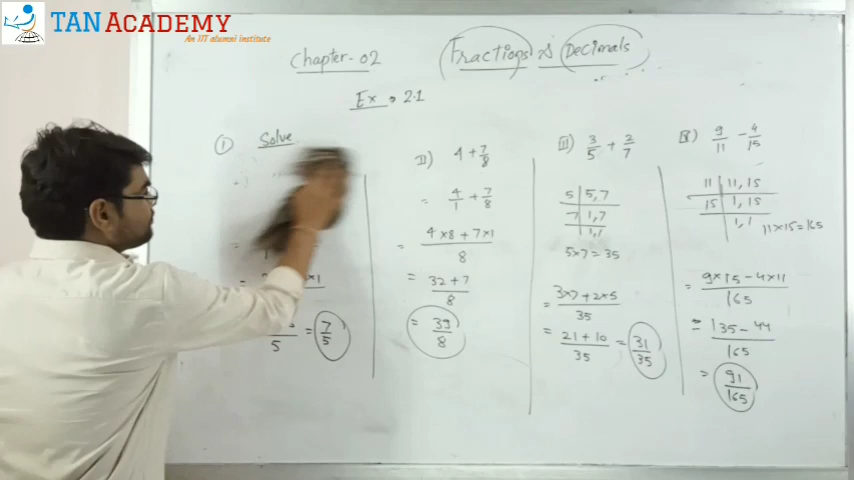 TAN ACADEMY
An IIT alumni institute
Chapter-02 Fractions & Decimals
Ex → 2.1
① Solve
×1
5 = 7/5
II) 4 + 7/8
= 4/1 + 7/8
= 4×8 + 7×1 / 8
= 32+7 / 8
= 39/8
III) 3/5 + 2/7
5 | 5, 7
7 | 1, 7
1, 1
5×7 = 35
= 3×7 + 2×5 / 35
= 21 + 10 / 35 = 31/35
9/11 - 4/15
11 | 11, 15
15 | 1, 15
1, 1
11×15 = 165
= 9×15 - 4×11 / 165
= 135 - 44 / 165
= 91/165